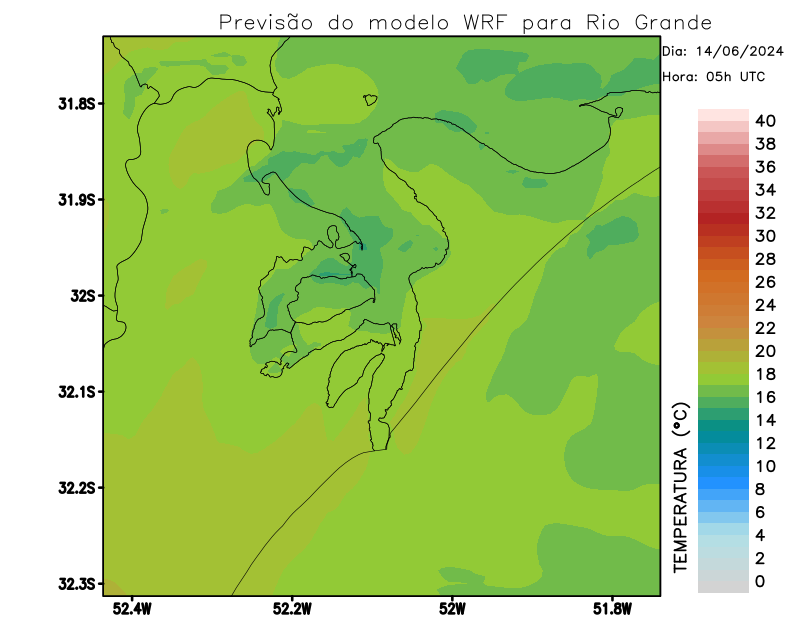 Previsão do modelo WRF para Rio Grande
Dia: 14/06/2024
Hora: 05h UTC
31.8S
31.9S
32S
32.1S
32.2S
32.3S
52.4W
52.2W
52W
51.8W
TEMPERATURA (°C)
40
38
36
34
32
30
28
26
24
22
20
18
16
14
12
10
8
6
4
2
0